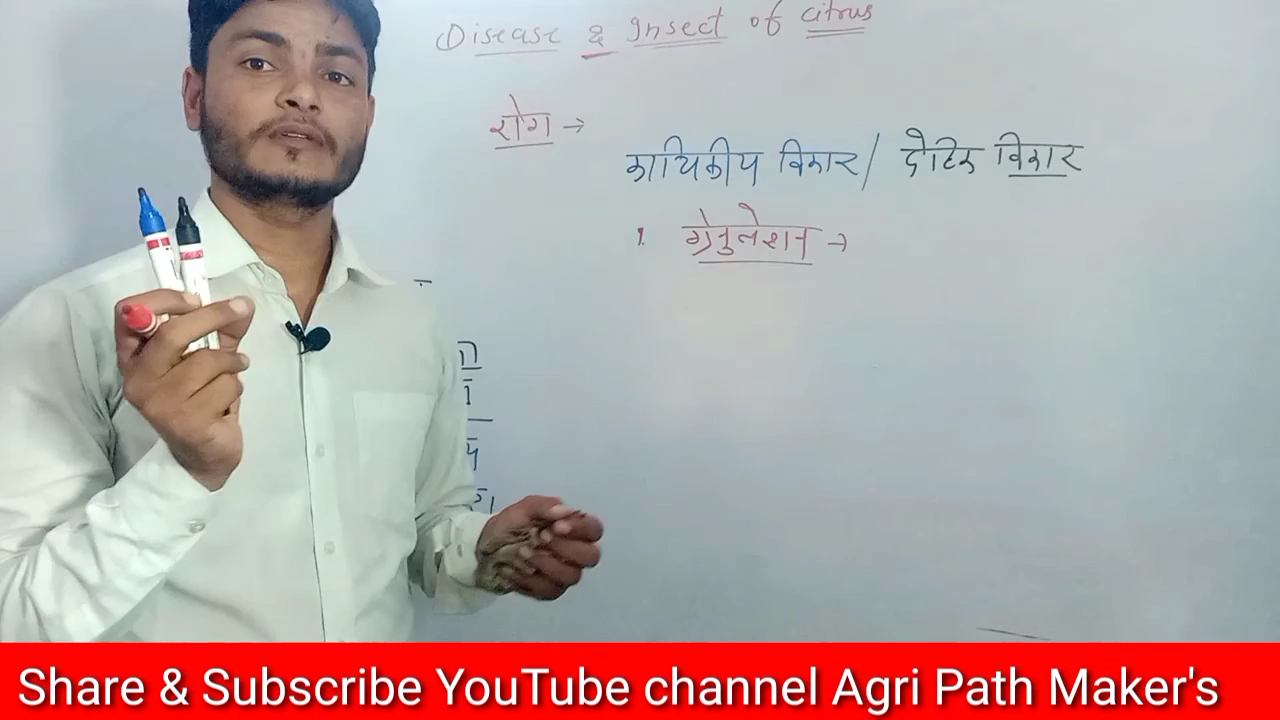 Disease & Insect of citrus
रोग →
कायिकीय विकार / दैहिक विकार
1. ग्रेनुलेशन →
Share & Subscribe YouTube channel Agri Path Maker's